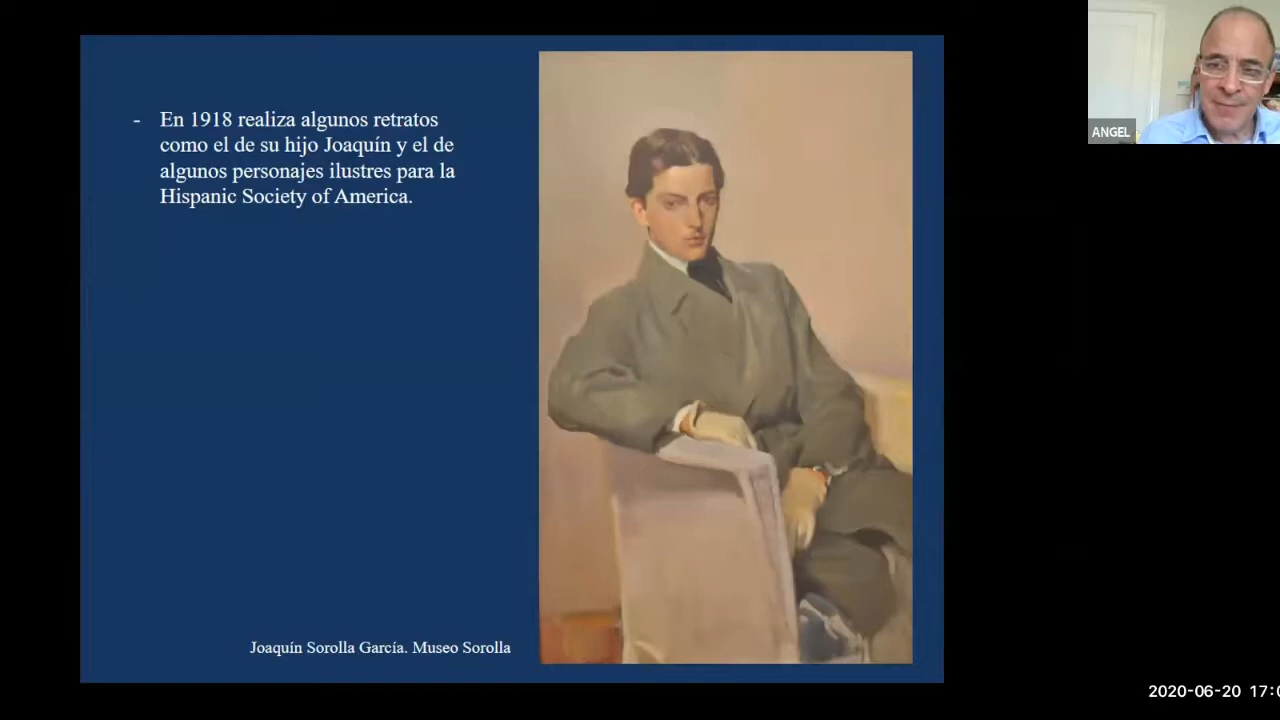 - En 1918 realiza algunos retratos
como el de su hijo Joaquín y el de
algunos personajes ilustres para la
Hispanic Society of America.
Joaquín Sorolla García. Museo Sorolla
ANGEL
2020-06-20 17:0